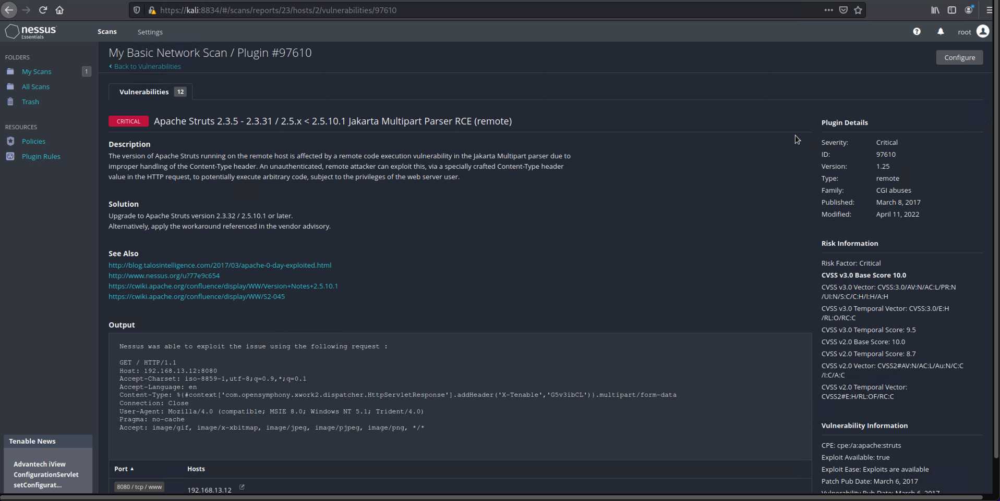 https://kali:8834/#/scans/reports/23/hosts/2/vulnerabilities/97610
nessus
Essentials
Scans
Settings
root
FOLDERS
My Scans
1
All Scans
Trash
RESOURCES
Policies
Plugin Rules
Tenable News
Advantech iView
ConfigurationServlet
setConfigurat...
My Basic Network Scan / Plugin #97610
Back to Vulnerabilities
Configure
Vulnerabilities 12
CRITICAL Apache Struts 2.3.5 - 2.3.31 / 2.5.x < 2.5.10.1 Jakarta Multipart Parser RCE (remote)
Description
The version of Apache Struts running on the remote host is affected by a remote code execution vulnerability in the Jakarta Multipart parser due to
improper handling of the Content-Type header. An unauthenticated, remote attacker can exploit this, via a specially crafted Content-Type header
value in the HTTP request, to potentially execute arbitrary code, subject to the privileges of the web server user.
Solution
Upgrade to Apache Struts version 2.3.32 / 2.5.10.1 or later.
Alternatively, apply the workaround referenced in the vendor advisory.
See Also
http://blog.talosintelligence.com/2017/03/apache-0-day-exploited.html
http://www.nessus.org/u?77e9c654
https://cwiki.apache.org/confluence/display/WW/Version+Notes+2.5.10.1
https://cwiki.apache.org/confluence/display/WW/S2-045
Output
Nessus was able to exploit the issue using the following request :
GET / HTTP/1.1
Host: 192.168.13.12:8080
Accept-Charset: iso-8859-1,utf-8;q=0.9,*;q=0.1
Accept-Language: en
Content-Type: %{#context['com.opensymphony.xwork2.dispatcher.HttpServletResponse'].addHeader('X-Tenable','G5v3ibCL')}.multipart/form-data
Connection: Close
User-Agent: Mozilla/4.0 (compatible; MSIE 8.0; Windows NT 5.1; Trident/4.0)
Pragma: no-cache
Accept: image/gif, image/x-xbitmap, image/jpeg, image/pjpeg, image/png, */*
Port Hosts
8080 / tcp / www 192.168.13.12
Plugin Details
Severity: Critical
ID: 97610
Version: 1.25
Type: remote
Family: CGI abuses
Published: March 8, 2017
Modified: April 11, 2022
Risk Information
Risk Factor: Critical
CVSS v3.0 Base Score 10.0
CVSS v3.0 Vector: CVSS:3.0/AV:N/AC:L/PR:N
/UI:N/S:C/C:H/I:H/A:H
CVSS v3.0 Temporal Vector: CVSS:3.0/E:H
/RL:O/RC:C
CVSS v3.0 Temporal Score: 9.5
CVSS v2.0 Base Score: 10.0
CVSS v2.0 Temporal Score: 8.7
CVSS v2.0 Vector: CVSS2#AV:N/AC:L/Au:N/C:C
/I:C/A:C
CVSS v2.0 Temporal Vector:
CVSS2#E:H/RL:OF/RC:C
Vulnerability Information
CPE: cpe:/a:apache:struts
Exploit Available: true
Exploit Ease: Exploits are available
Patch Pub Date: March 6, 2017
Vulnerability Pub Date: March 6, 2017